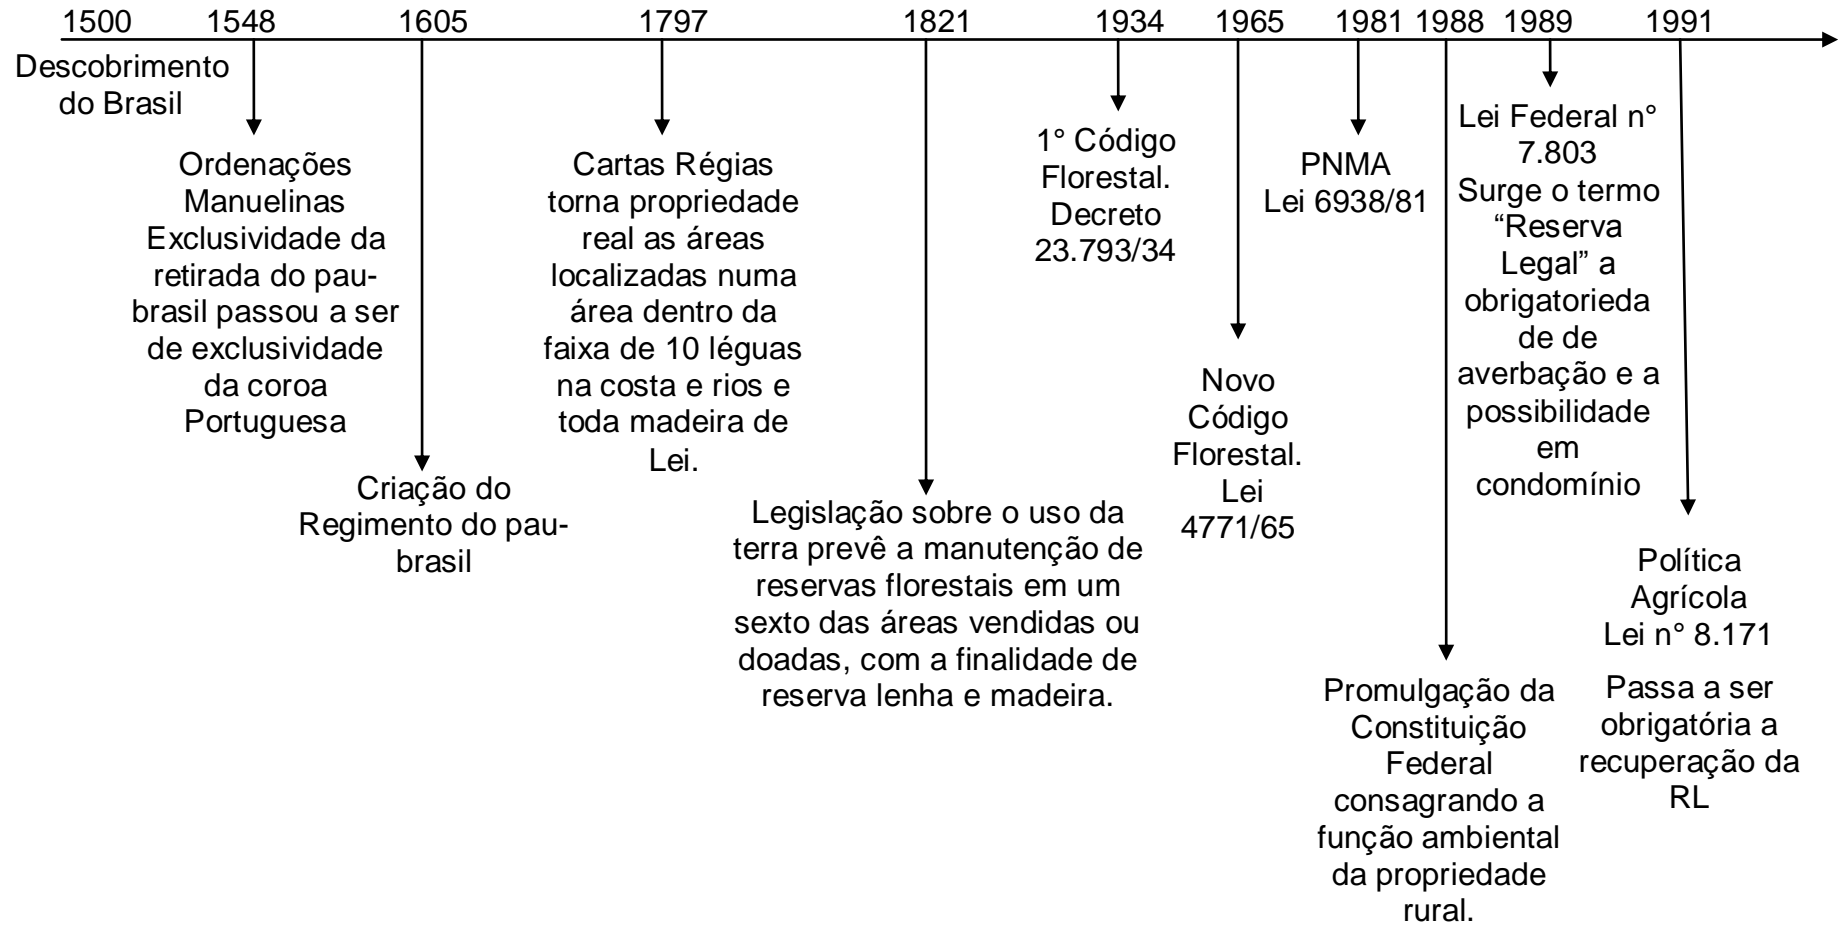 1500 1548 1605 1797 1821 1934 1965 1981 1988 1989 1991
Descobrimento
do Brasil
Ordenações
Manuelinas
Exclusividade da
retirada do pau-
brasil passou a ser
de exclusividade
da coroa
Portuguesa
Criação do
Regimento do pau-
brasil
Cartas Régias
torna propriedade
real as áreas
localizadas numa
área dentro da
faixa de 10 léguas
na costa e rios e
toda madeira de
Lei.
Legislação sobre o uso da
terra prevê a manutenção de
reservas florestais em um
sexto das áreas vendidas ou
doadas, com a finalidade de
reserva lenha e madeira.
1° Código
Florestal.
Decreto
23.793/34
Novo
Código
Florestal.
Lei
4771/65
PNMA
Lei 6938/81
Promulgação da
Constituição
Federal
consagrando a
função ambiental
da propriedade
rural.
Lei Federal n°
7.803
Surge o termo
“Reserva
Legal” a
obrigatorieda
de de
averbação e a
possibilidade
em
condomínio
Política
Agrícola
Lei n° 8.171
Passa a ser
obrigatória a
recuperação da
RL